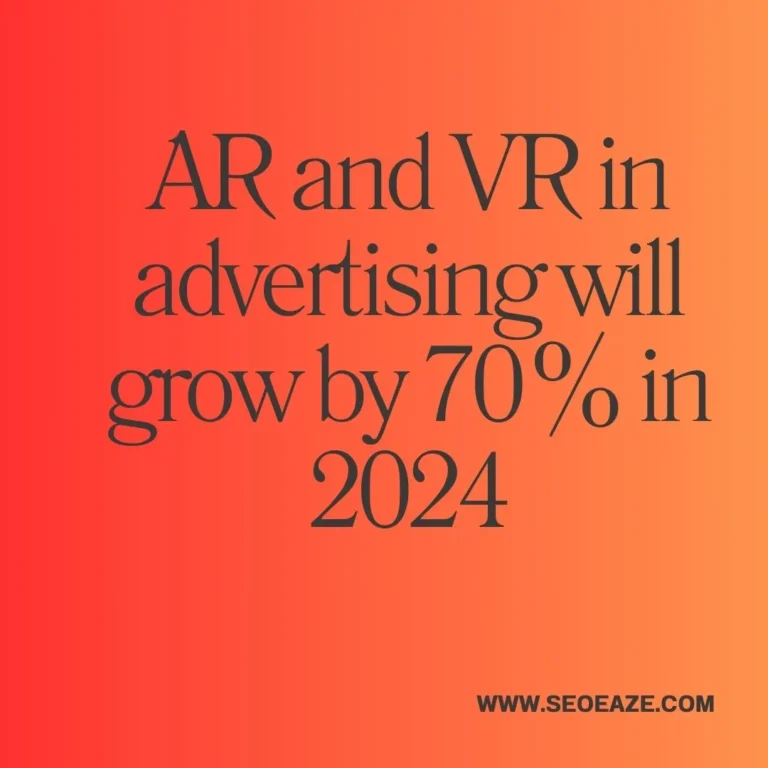 AR and VR in
advertising will
grow by 70% in
2024
WWW.SEOEAZE.COM